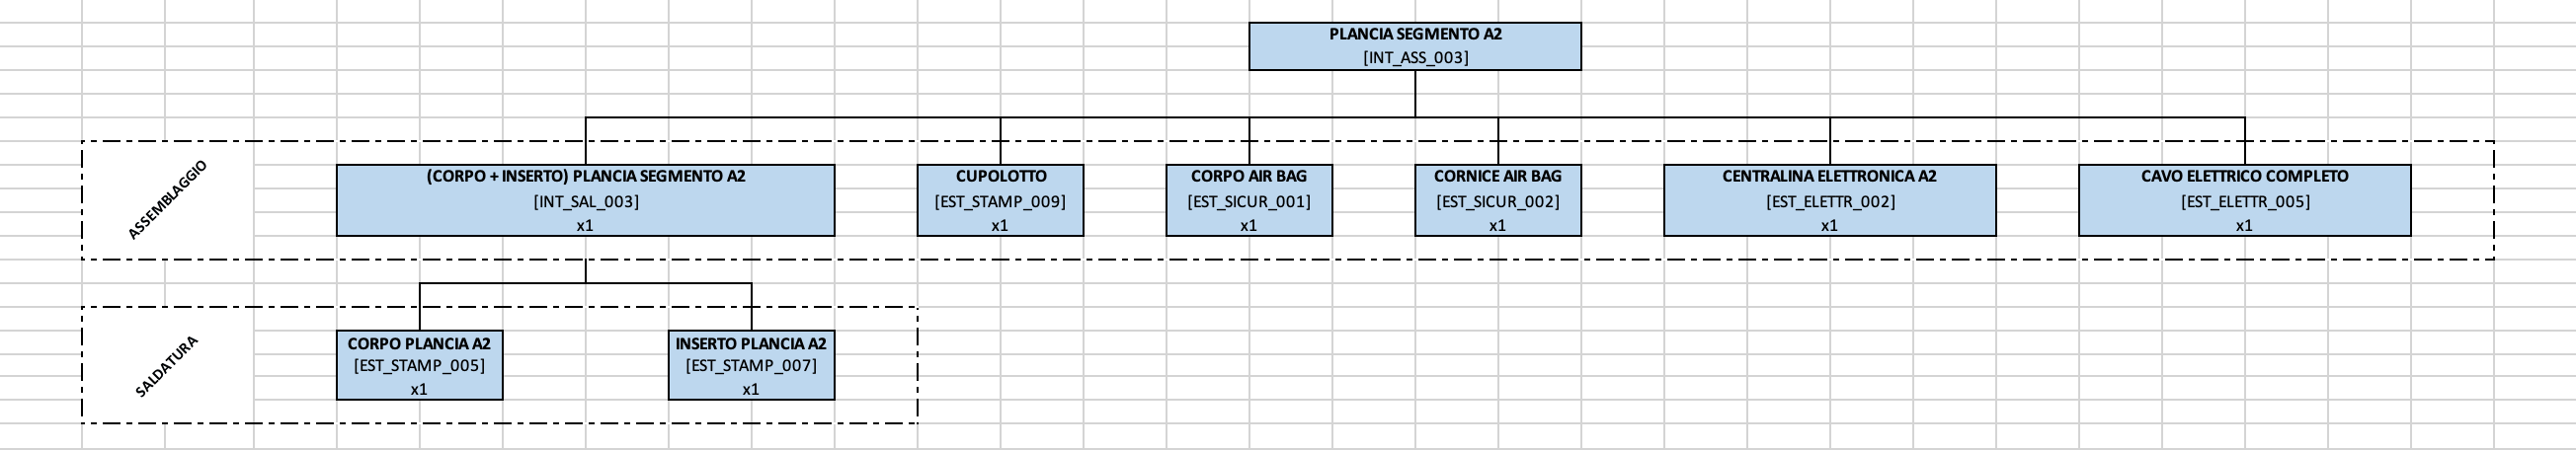 PLANCIA SEGMENTO A2
[INT_ASS_003]
ASSEMBLAGGIO
(CORPO + INSERTO) PLANCIA SEGMENTO A2
[INT_SAL_003]
x1
CUPOLOTTO
[EST_STAMP_009]
x1
CORPO AIR BAG
[EST_SICUR_001]
x1
CORNICE AIR BAG
[EST_SICUR_002]
x1
CENTRALINA ELETTRONICA A2
[EST_ELETTR_002]
x1
CAVO ELETTRICO COMPLETO
[EST_ELETTR_005]
x1
SALDATURA
CORPO PLANCIA A2
[EST_STAMP_005]
x1
INSERTO PLANCIA A2
[EST_STAMP_007]
x1